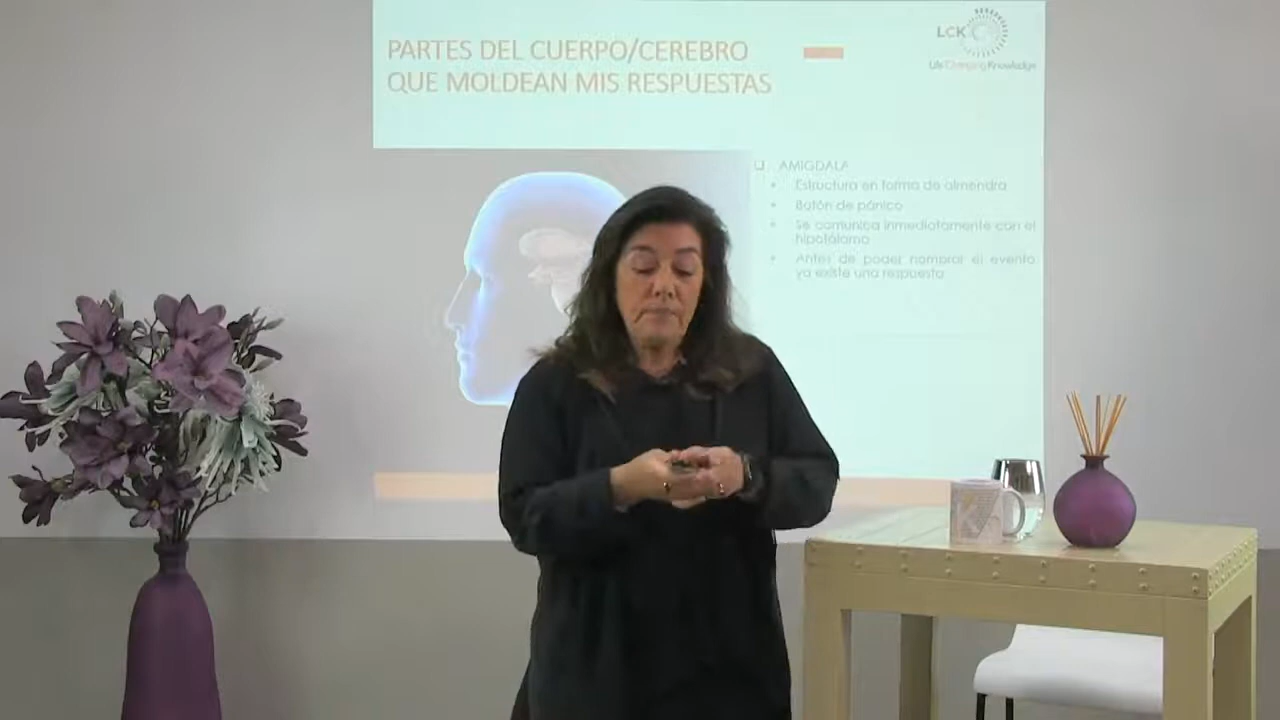 PARTES DEL CUERPO/CEREBRO
QUE MOLDEAN MIS RESPUESTAS
LCK
Life Changing Knowledge
AMIGDALA
Estructura en forma de almendra
Botón de pánico
Se comunica inmediatamente con el
hipotálamo
Antes de poder nombrar el evento
ya existe una respuesta